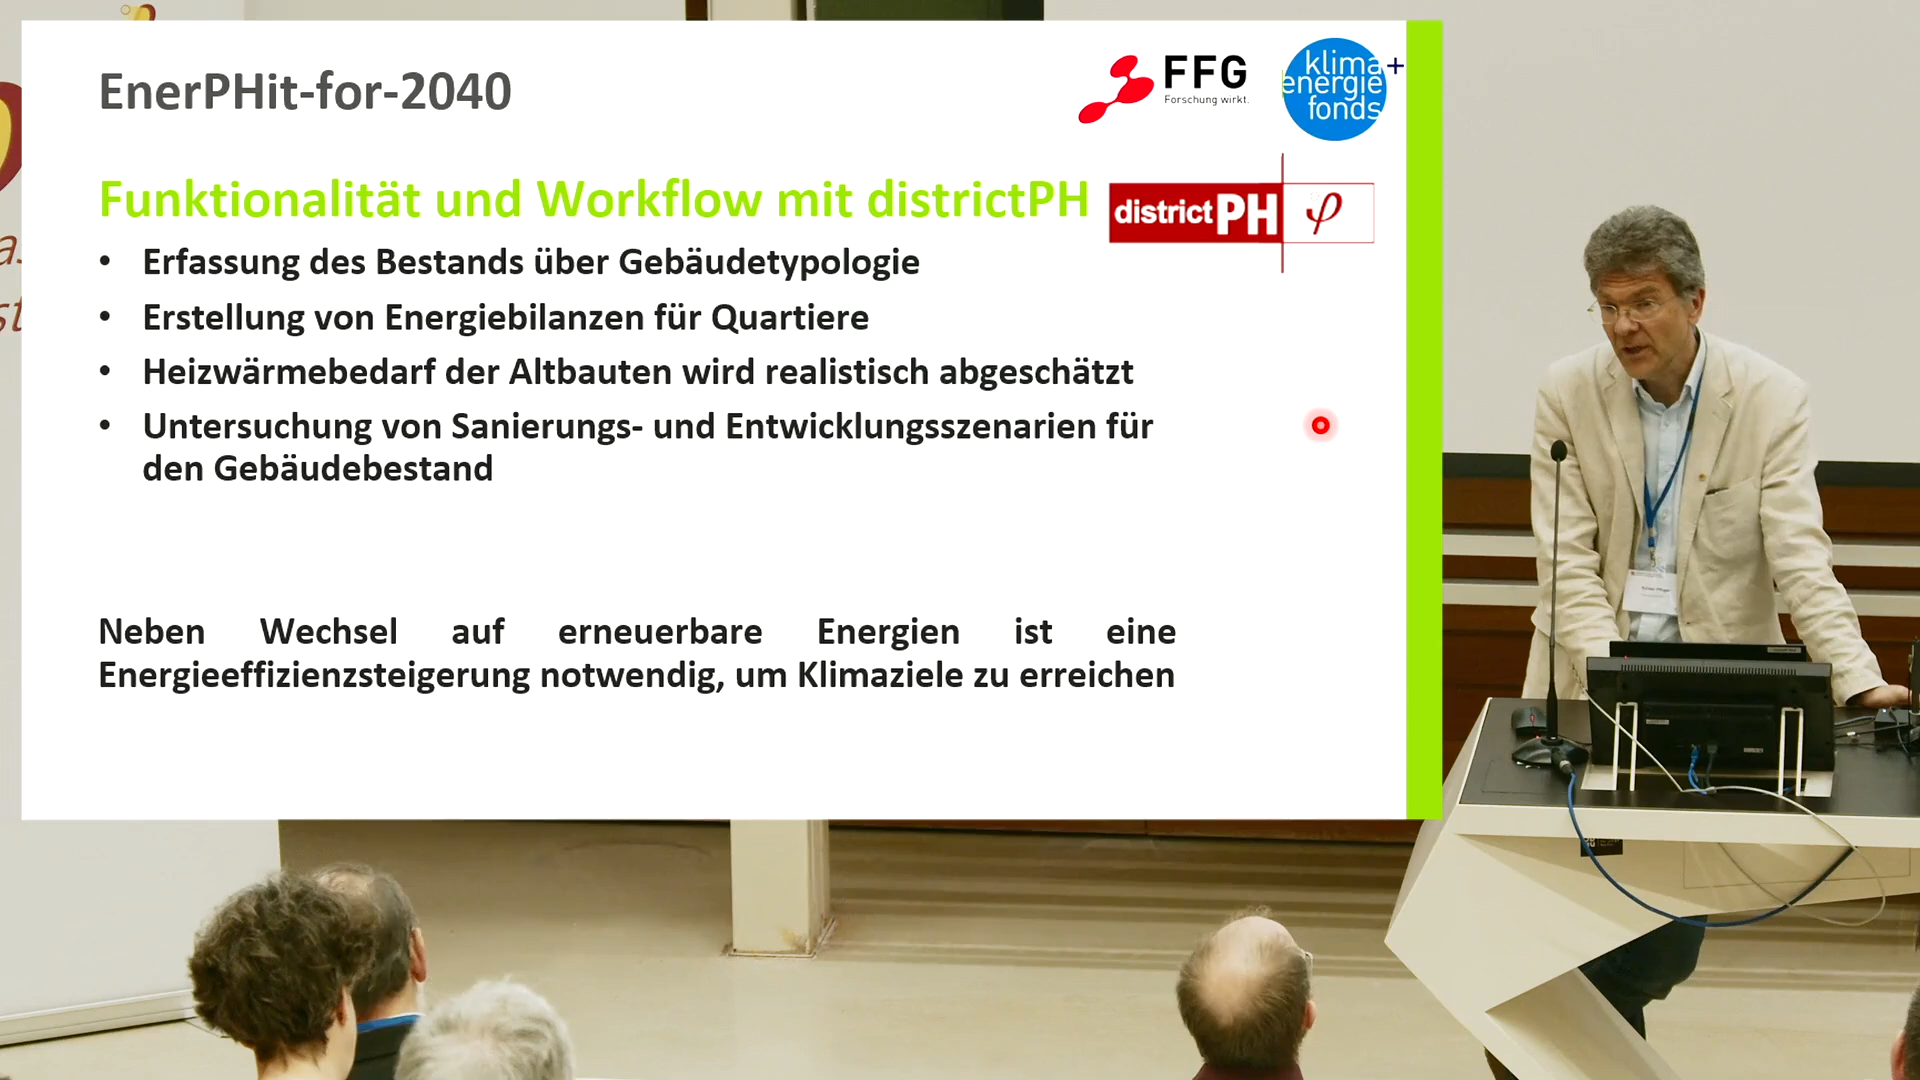 EnerPHit-for-2040
FFG
Forschung wirkt.
klima+
energie
fonds
Funktionalität und Workflow mit districtPH
districtPH φ
• Erfassung des Bestands über Gebäudetypologie
• Erstellung von Energiebilanzen für Quartiere
• Heizwärmebedarf der Altbauten wird realistisch abgeschätzt
• Untersuchung von Sanierungs- und Entwicklungsszenarien für
den Gebäudebestand
Neben Wechsel auf erneuerbare Energien ist eine
Energieeffizienzsteigerung notwendig, um Klimaziele zu erreichen